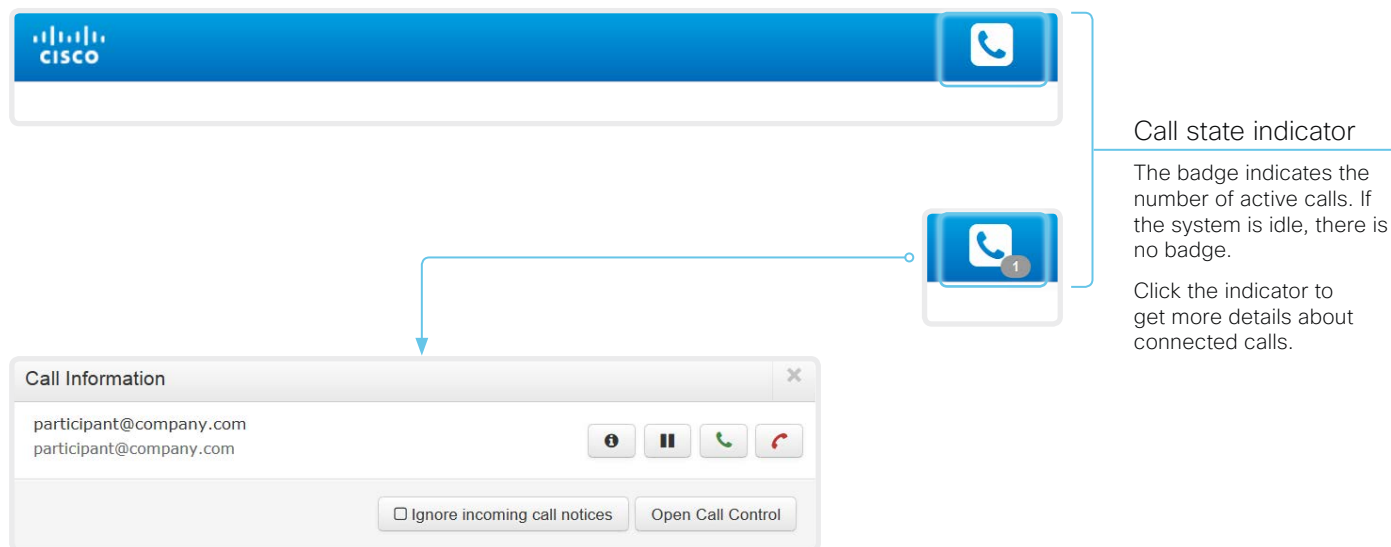 CISCO
Call state indicator
The badge indicates the
number of active calls. If
the system is idle, there is
no badge.
Click the indicator to
get more details about
connected calls.
1
Call Information
participant@company.com
participant@company.com
Ignore incoming call notices
Open Call Control